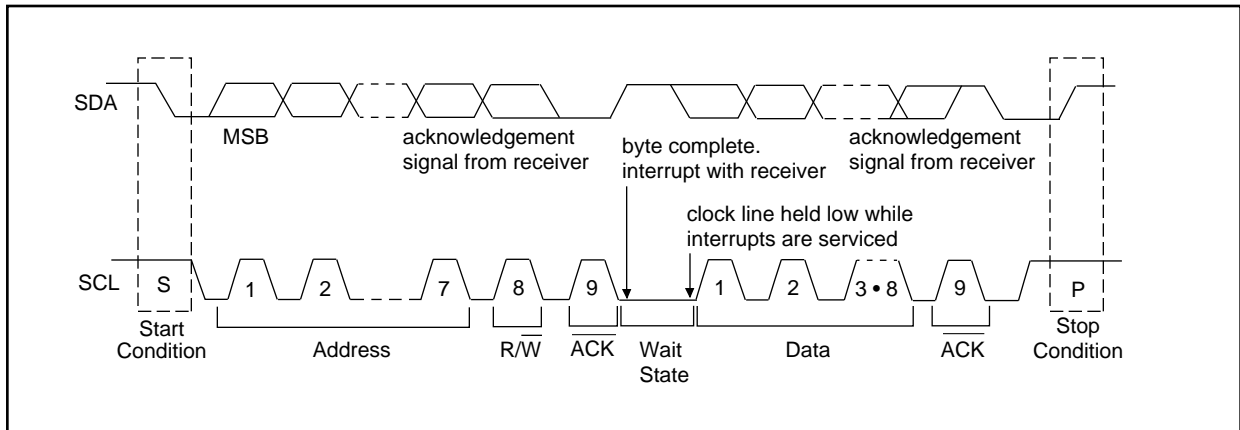 SDA
MSB
acknowledgement
signal from receiver
byte complete.
interrupt with receiver
acknowledgement
signal from receiver
clock line held low while
interrupts are serviced
SCL
S
1
2
7
8
9
1
2
3 • 8
9
P
Start
Condition
Address
R/W̅
A̅C̅K̅
Wait
State
Data
A̅C̅K̅
Stop
Condition